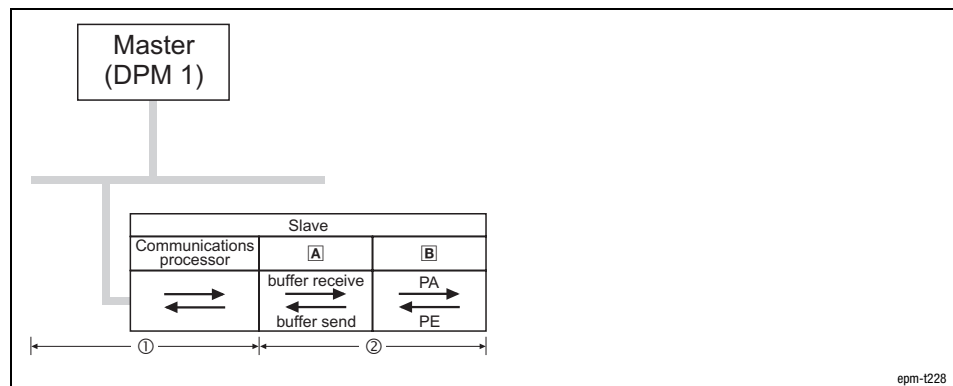 Master
(DPM 1)
Slave
Communications
processor
A
B
buffer receive
buffer send
PA
PE
①
②
epm-t228